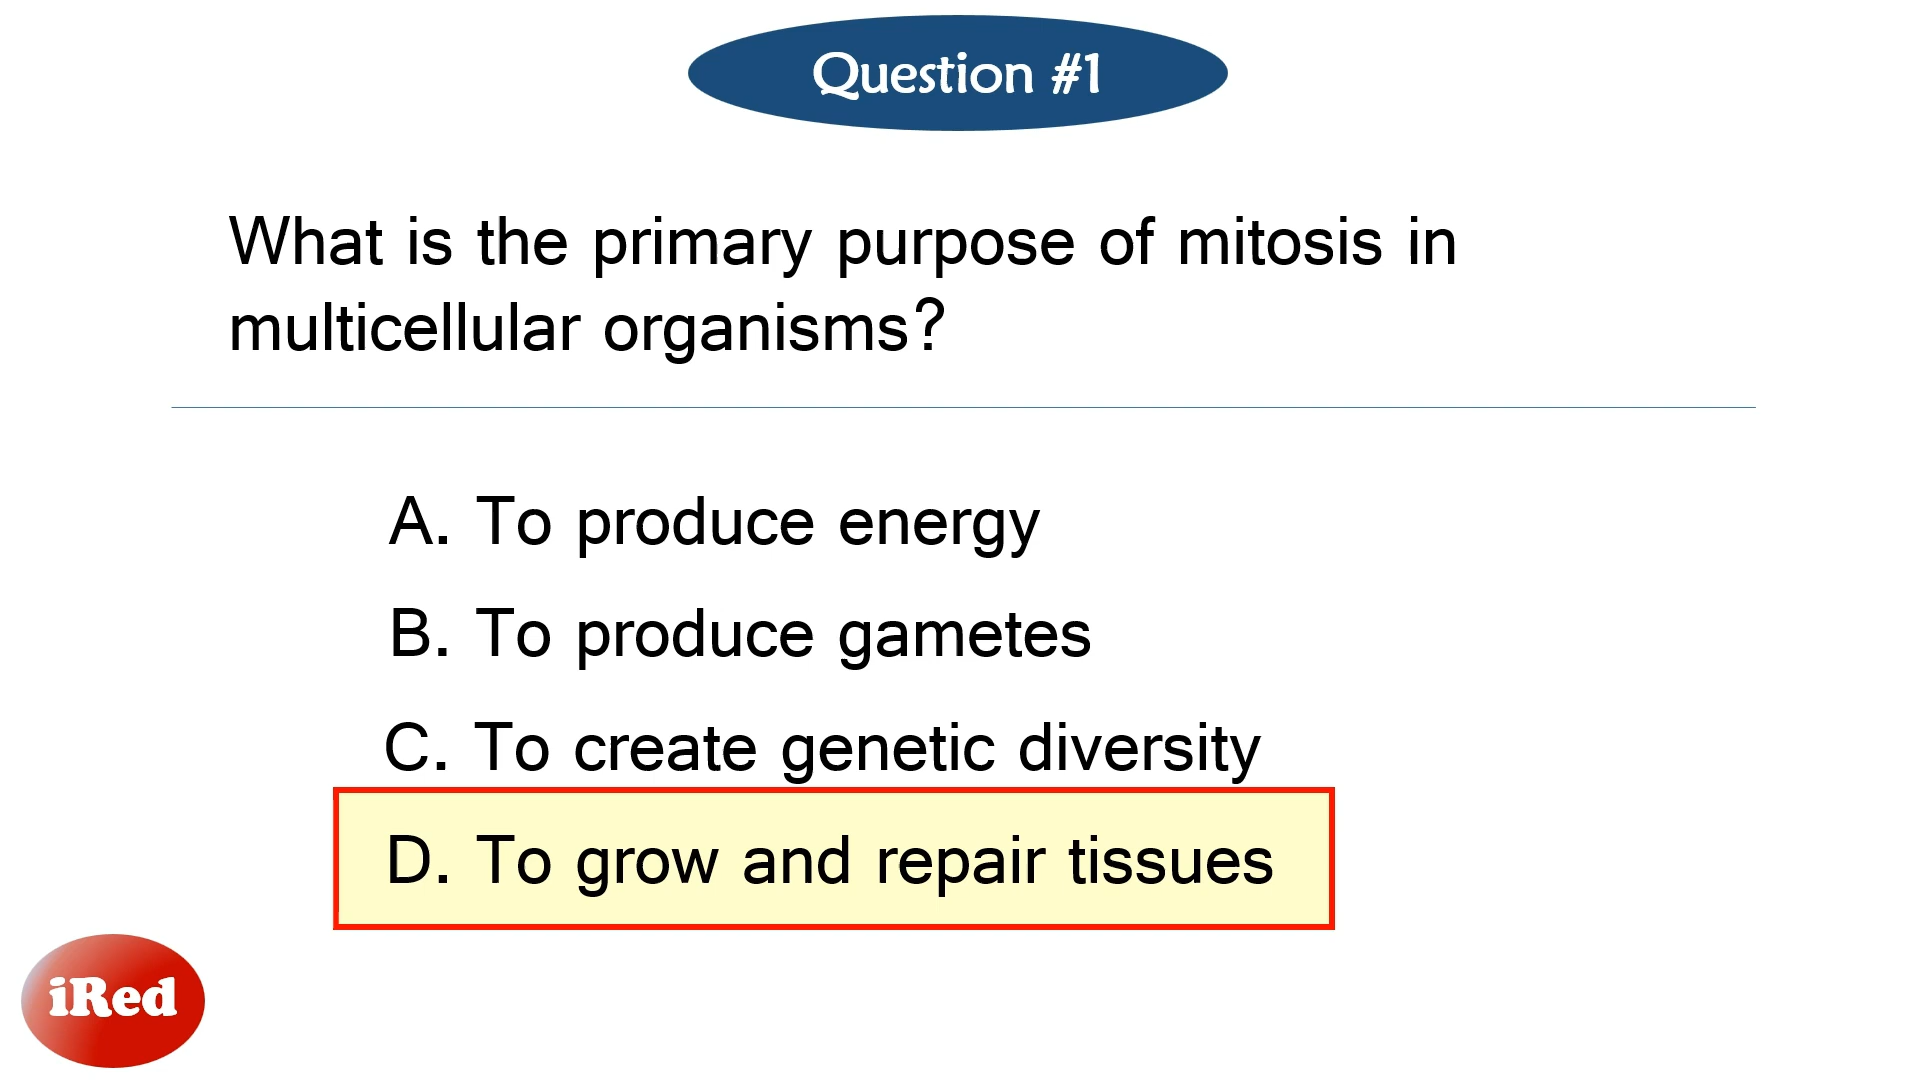 Question #1
What is the primary purpose of mitosis in
multicellular organisms?
A. To produce energy
B. To produce gametes
C. To create genetic diversity
D. To grow and repair tissues
iRed